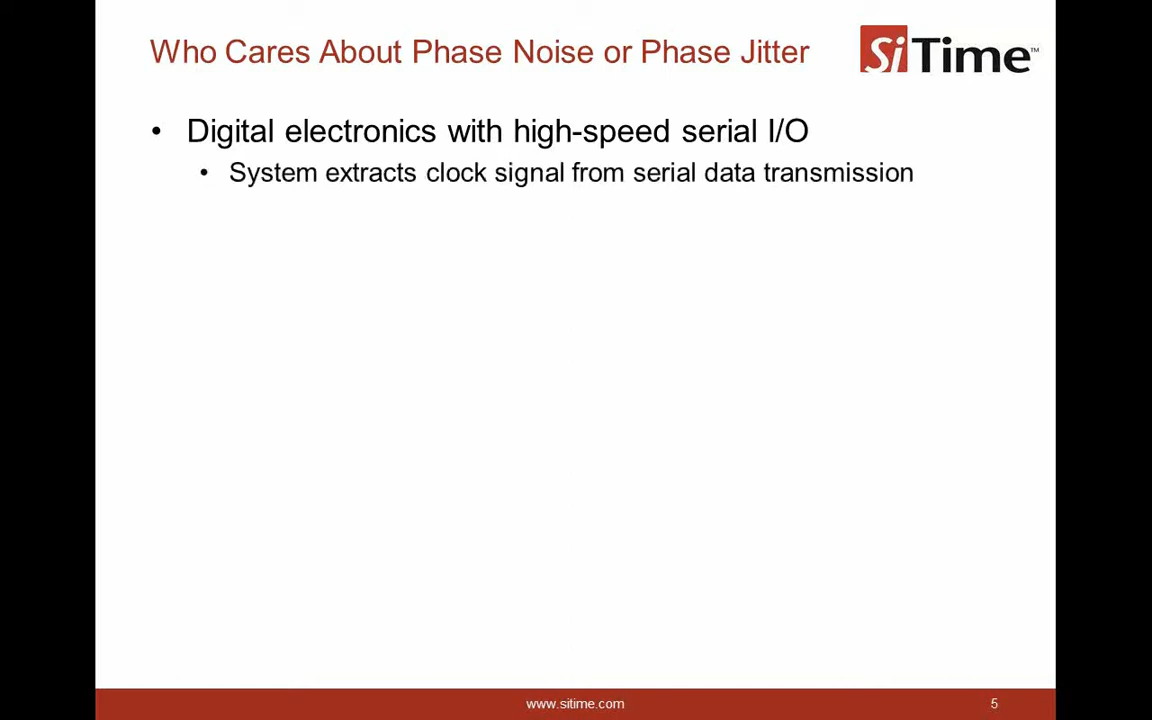 Who Cares About Phase Noise or Phase Jitter
SiTime™
• Digital electronics with high-speed serial I/O
• System extracts clock signal from serial data transmission
www.sitime.com
5